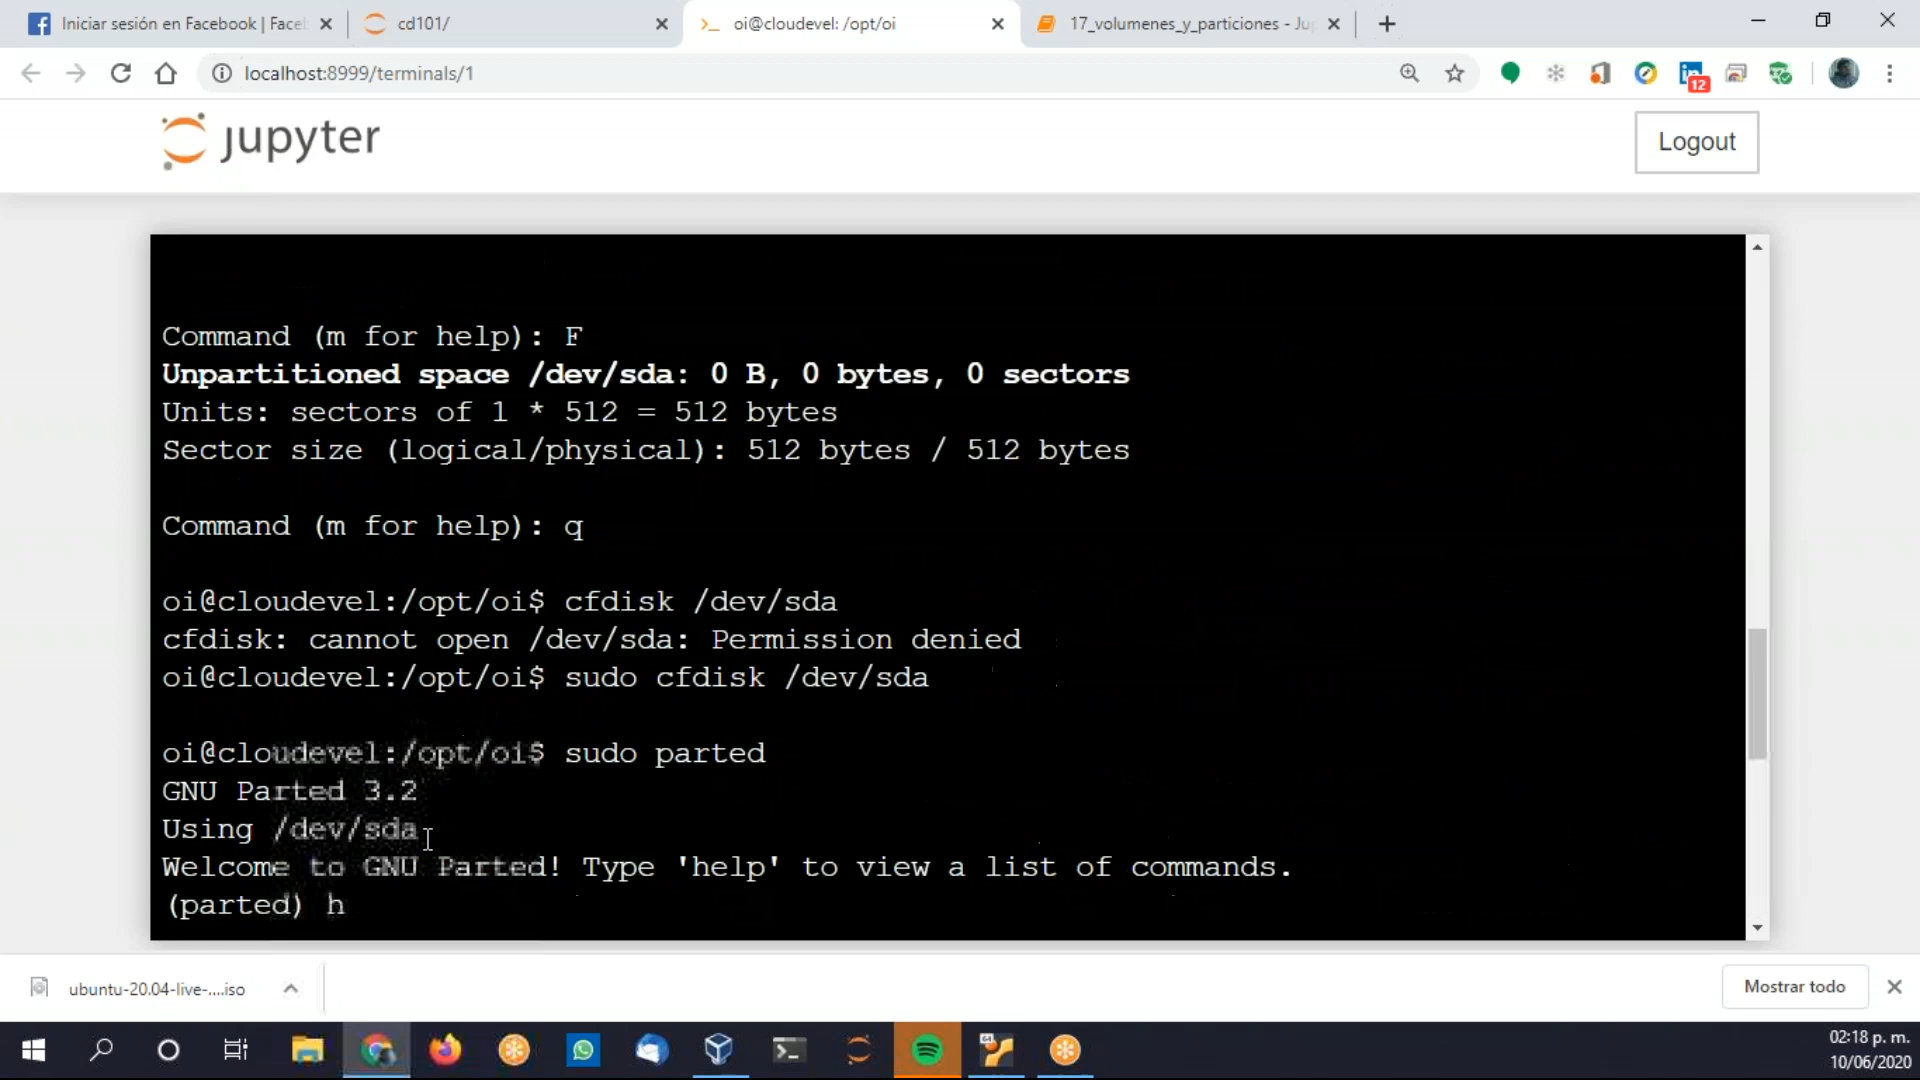 Iniciar sesión en Facebook | Face
cd101/
oi@cloudevel: /opt/oi
17_volumenes_y_particiones - Ju
localhost:8999/terminals/1
12
jupyter
Logout
Command (m for help): F
Unpartitioned space /dev/sda: 0 B, 0 bytes, 0 sectors
Units: sectors of 1 * 512 = 512 bytes
Sector size (logical/physical): 512 bytes / 512 bytes
Command (m for help): q
oi@cloudevel:/opt/oi$ cfdisk /dev/sda
cfdisk: cannot open /dev/sda: Permission denied
oi@cloudevel:/opt/oi$ sudo cfdisk /dev/sda
oi@cloudevel:/opt/oi$ sudo parted
GNU Parted 3.2
Using /dev/sda
Welcome to GNU Parted! Type 'help' to view a list of commands.
(parted) h
ubuntu-20.04-live-....iso
Mostrar todo
64
02:18 p. m.
10/06/2020